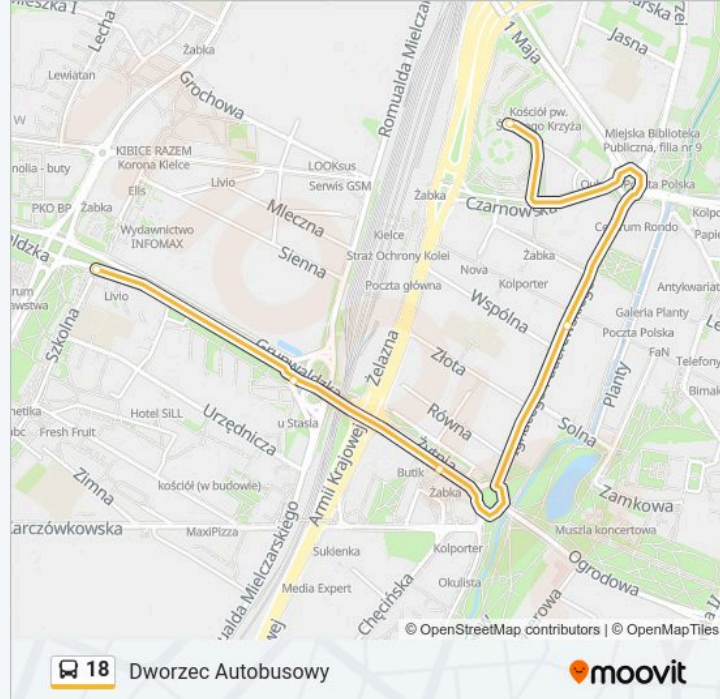 1 Maja
Jasna
Lecha
Żabka
Lewiatan
Grochowa
Romualda Mielczar
Kościół pw.
Miejska Biblioteka
Publiczna, filia nr 9
W
KIBICE RAZEM
Korona Kielce
LOOKsus
Serwis GSM
nolia - buty
Elis
Livio
Poczta Polska
PKO BP
Żabka
Mleczna
Żabka
Czarnowska
Wydawnictwo
INFOMAX
Kielce
Straż Ochrony Kolei
Sienna
Nova
Żabka
Kolporter
Poczta główna
Livio
Wspólna
Antykwariat
Galeria Planty
Poczta Polska
FaN
Telefony
Szkolna
Grunwaldzka
Żelazna
Złota
Planty
Hotel SiLL
Fresh Fruit
Urzędnicza
u Stasia
Równa
Solna
Żytnia
Armii Krajowej
Butik
Żabka
Zimna
kościół (w budowie)
Zamkowa
Karczówkowska
MaxiPizza
Muszla koncertowa
Sukienka
Kolporter
Ogrodowa
Media Expert
Chęcińska
Okulista
ualda Mielczarskiego
© OpenStreetMap contributors | © OpenMapTiles
18 Dworzec Autobusowy
moovit